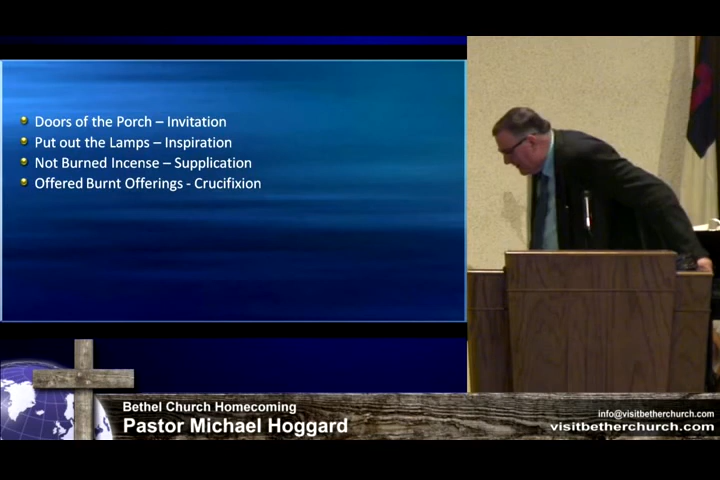 Doors of the Porch – Invitation
Put out the Lamps – Inspiration
Not Burned Incense – Supplication
Offered Burnt Offerings - Crucifixion
Bethel Church Homecoming
Pastor Michael Hoggard
info@visitbetherchurch.com
visitbetherchurch.com